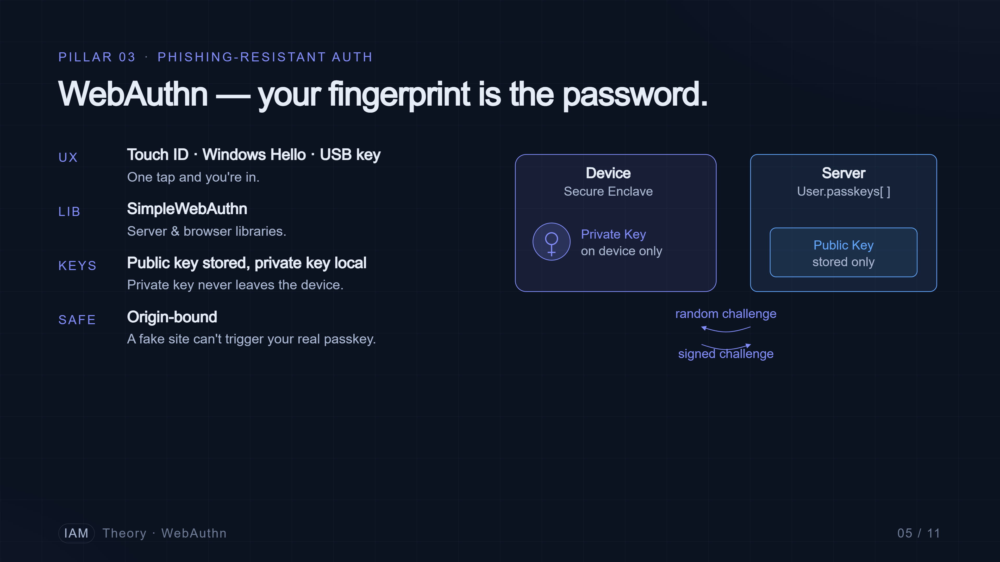 PILLAR 03 · PHISHING-RESISTANT AUTH
WebAuthn — your fingerprint is the password.
UX
Touch ID · Windows Hello · USB key
One tap and you're in.
LIB
SimpleWebAuthn
Server & browser libraries.
KEYS
Public key stored, private key local
Private key never leaves the device.
SAFE
Origin-bound
A fake site can't trigger your real passkey.
Device
Secure Enclave
Private Key
on device only
Server
User.passkeys[ ]
Public Key
stored only
random challenge
signed challenge
IAM Theory · WebAuthn
05 / 11